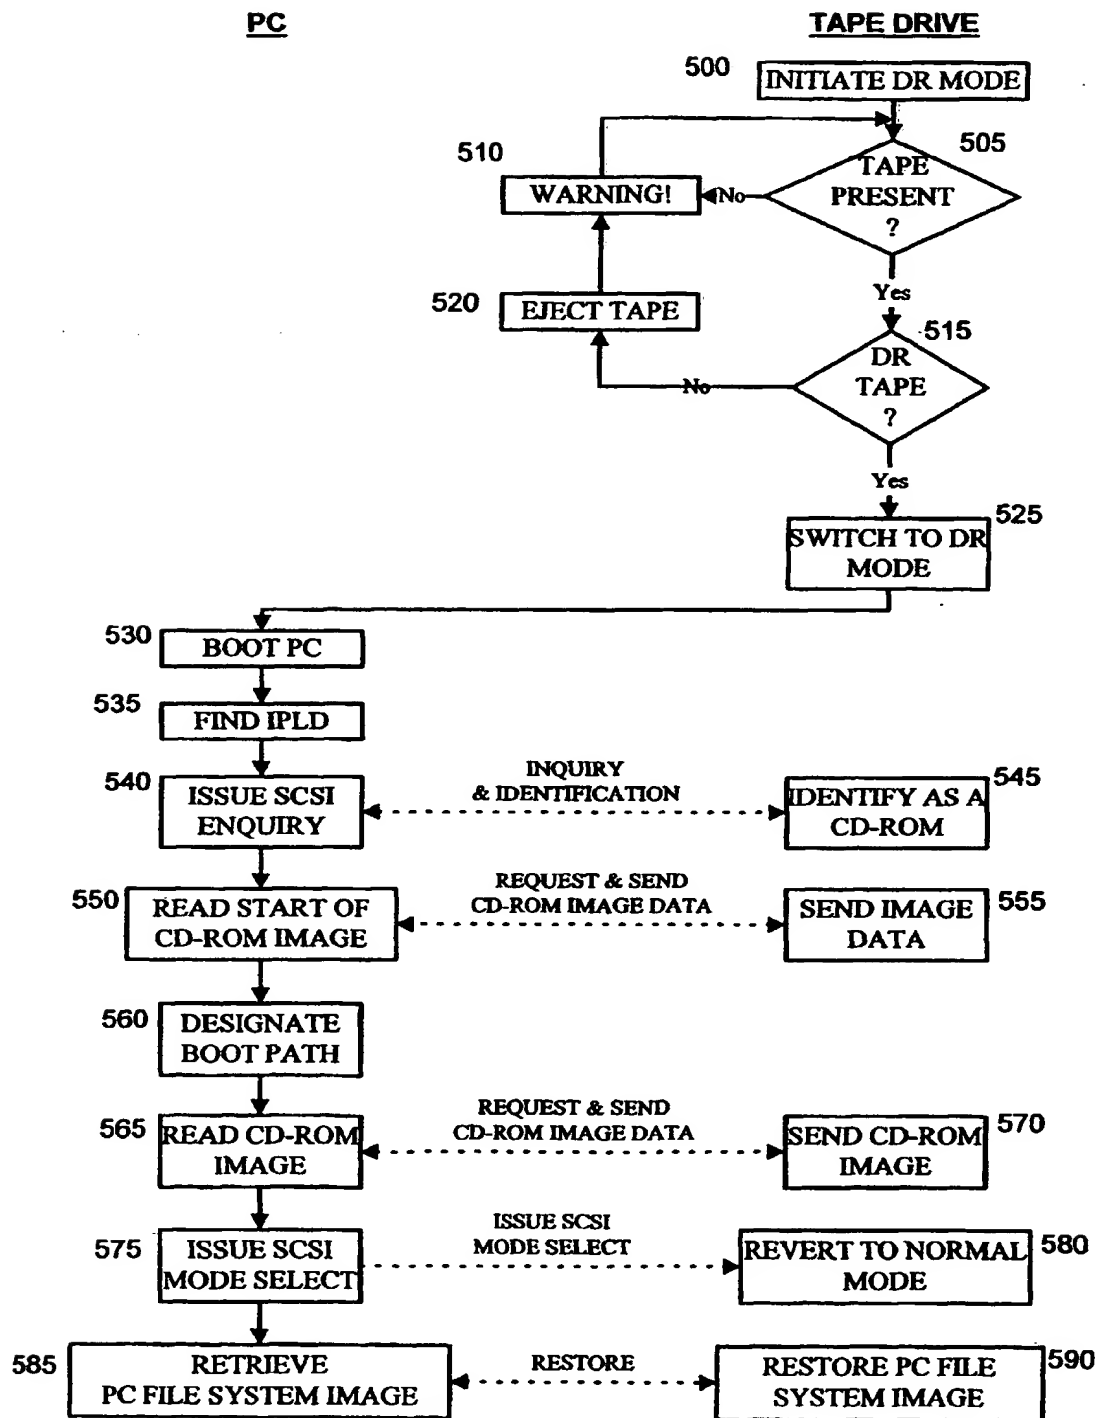 PC
TAPE DRIVE
500
INITIATE DR MODE
505
TAPE
PRESENT
?
510
WARNING!
No
520
EJECT TAPE
Yes
515
DR
TAPE
?
No
Yes
525
SWITCH TO DR
MODE
530
BOOT PC
535
FIND IPLD
540
ISSUE SCSI
ENQUIRY
INQUIRY
& IDENTIFICATION
545
IDENTIFY AS A
CD-ROM
550
READ START OF
CD-ROM IMAGE
REQUEST & SEND
CD-ROM IMAGE DATA
555
SEND IMAGE
DATA
560
DESIGNATE
BOOT PATH
565
READ CD-ROM
IMAGE
REQUEST & SEND
CD-ROM IMAGE DATA
570
SEND CD-ROM
IMAGE
575
ISSUE SCSI
MODE SELECT
ISSUE SCSI
MODE SELECT
580
REVERT TO NORMAL
MODE
585
RETRIEVE
PC FILE SYSTEM IMAGE
RESTORE
590
RESTORE PC FILE
SYSTEM IMAGE